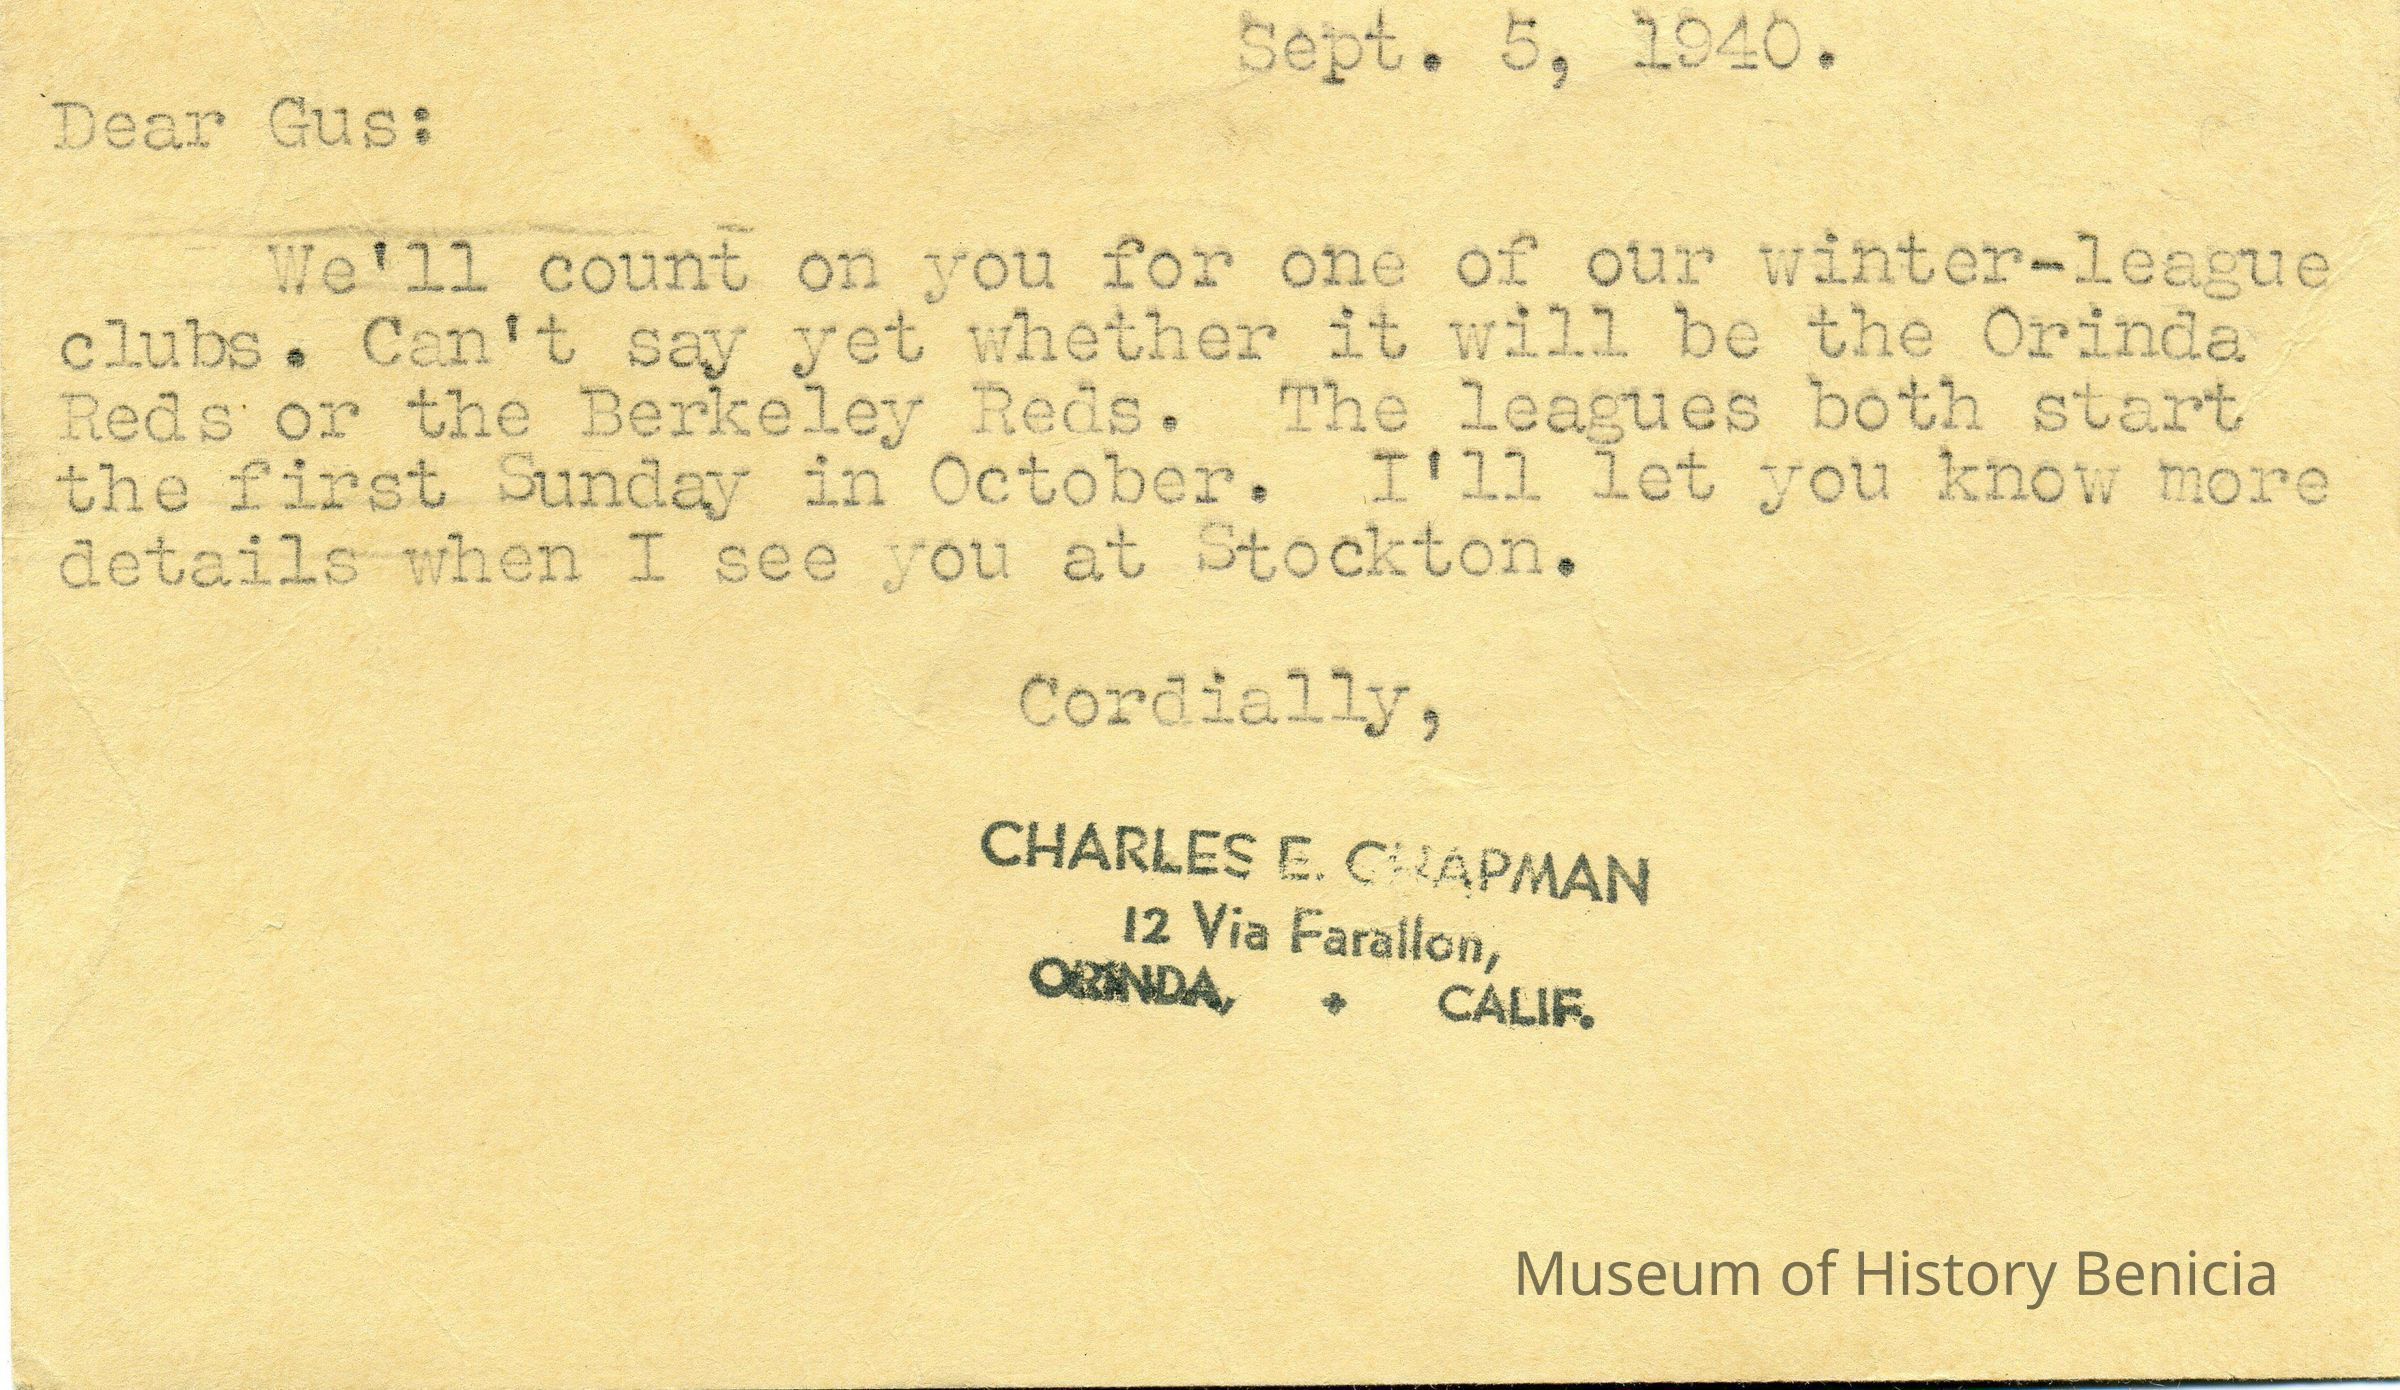 Sept. 5, 1940.
Dear Gus:
We'll count on you for one of our winter-league
clubs. Can't say yet whether it will be the Orinda
Reds or the Berkeley Reds. The leagues both start
the first Sunday in October. I'll let you know more
details when I see you at Stockton.
Cordially,
CHARLES E. CHAPMAN
12 Via Farallon,
ORINDA, + CALIF.
Museum of History Benicia